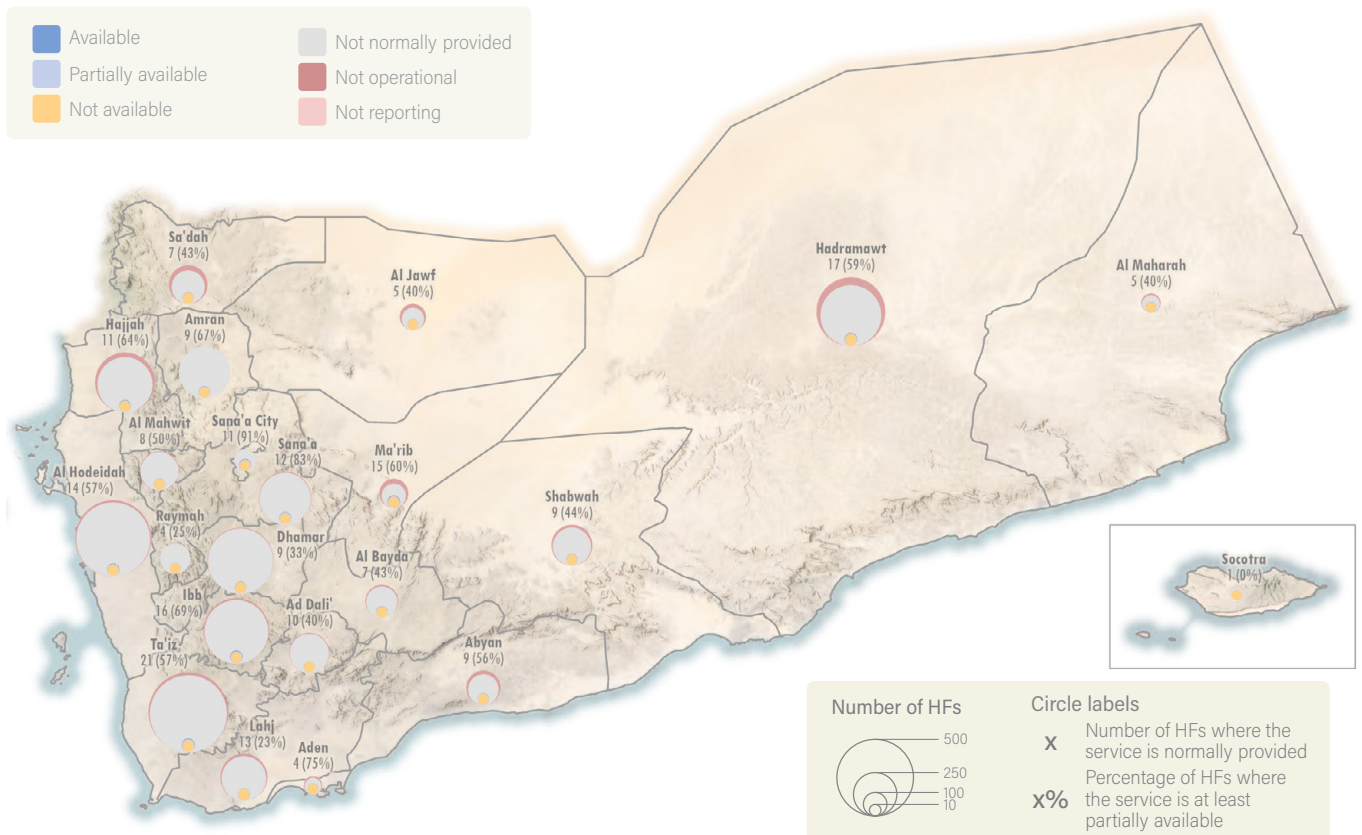 Available
Partially available
Not available
Not normally provided
Not operational
Not reporting
Sa'dah
7 (43%)
Al Jawf
5 (40%)
Hadramawt
17 (59%)
Al Maharah
5 (40%)
Hajjah
11 (64%)
Amran
9 (67%)
Al Mahwit
8 (50%)
Sana'a City
11 (91%)
Sana'a
12 (83%)
Ma'rib
15 (60%)
Al Hodeidah
14 (57%)
Shabwah
9 (44%)
Raymah
4 (25%)
Dhamar
9 (33%)
Al Bayda
7 (43%)
Socotra
1 (0%)
Ibb
16 (69%)
Ad Dali'
10 (40%)
Ta'iz
21 (57%)
Abyan
9 (56%)
Lahj
13 (23%)
Aden
4 (75%)
Number of HFs
500
250
100
10
Circle labels
x
Number of HFs where the
service is normally provided
x%
Percentage of HFs where
the service is at least
partially available